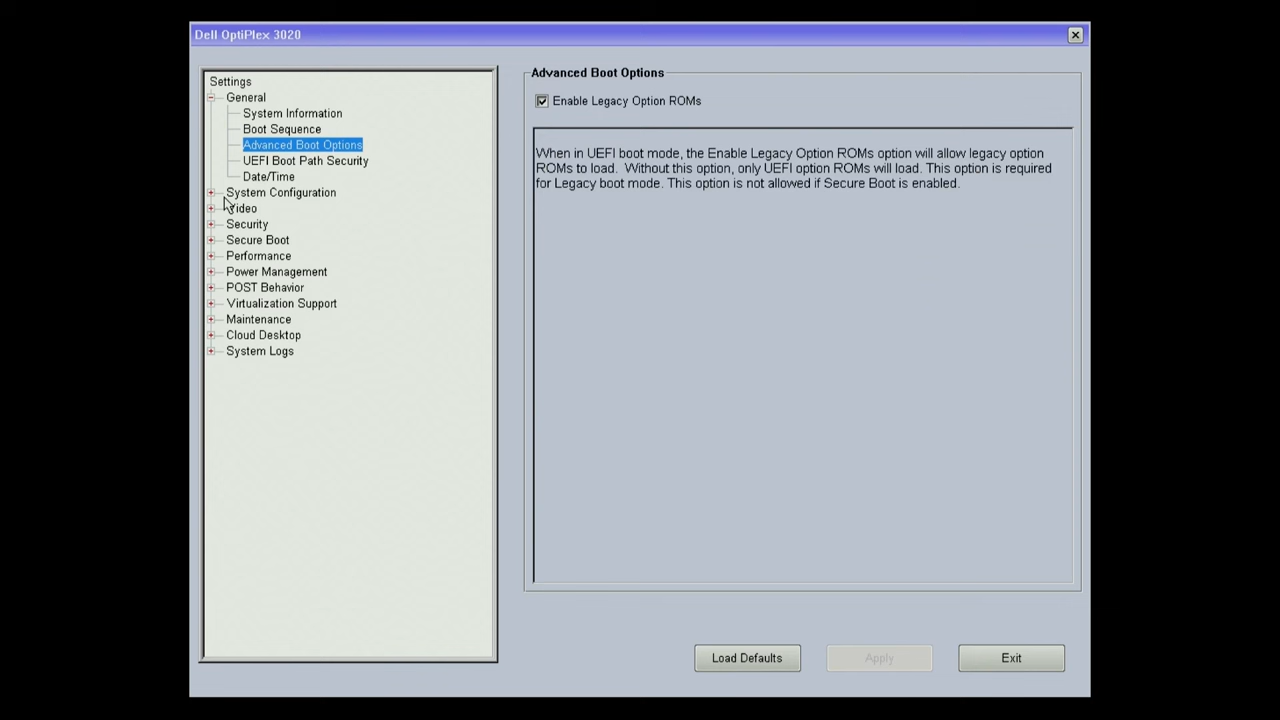 Dell OptiPlex 3020
Settings
General
System Information
Boot Sequence
Advanced Boot Options
UEFI Boot Path Security
Date/Time
System Configuration
Video
Security
Secure Boot
Performance
Power Management
POST Behavior
Virtualization Support
Maintenance
Cloud Desktop
System Logs
Advanced Boot Options
Enable Legacy Option ROMs
When in UEFI boot mode, the Enable Legacy Option ROMs option will allow legacy option
ROMs to load.  Without this option, only UEFI option ROMs will load. This option is required
for Legacy boot mode. This option is not allowed if Secure Boot is enabled.
Load Defaults
Apply
Exit